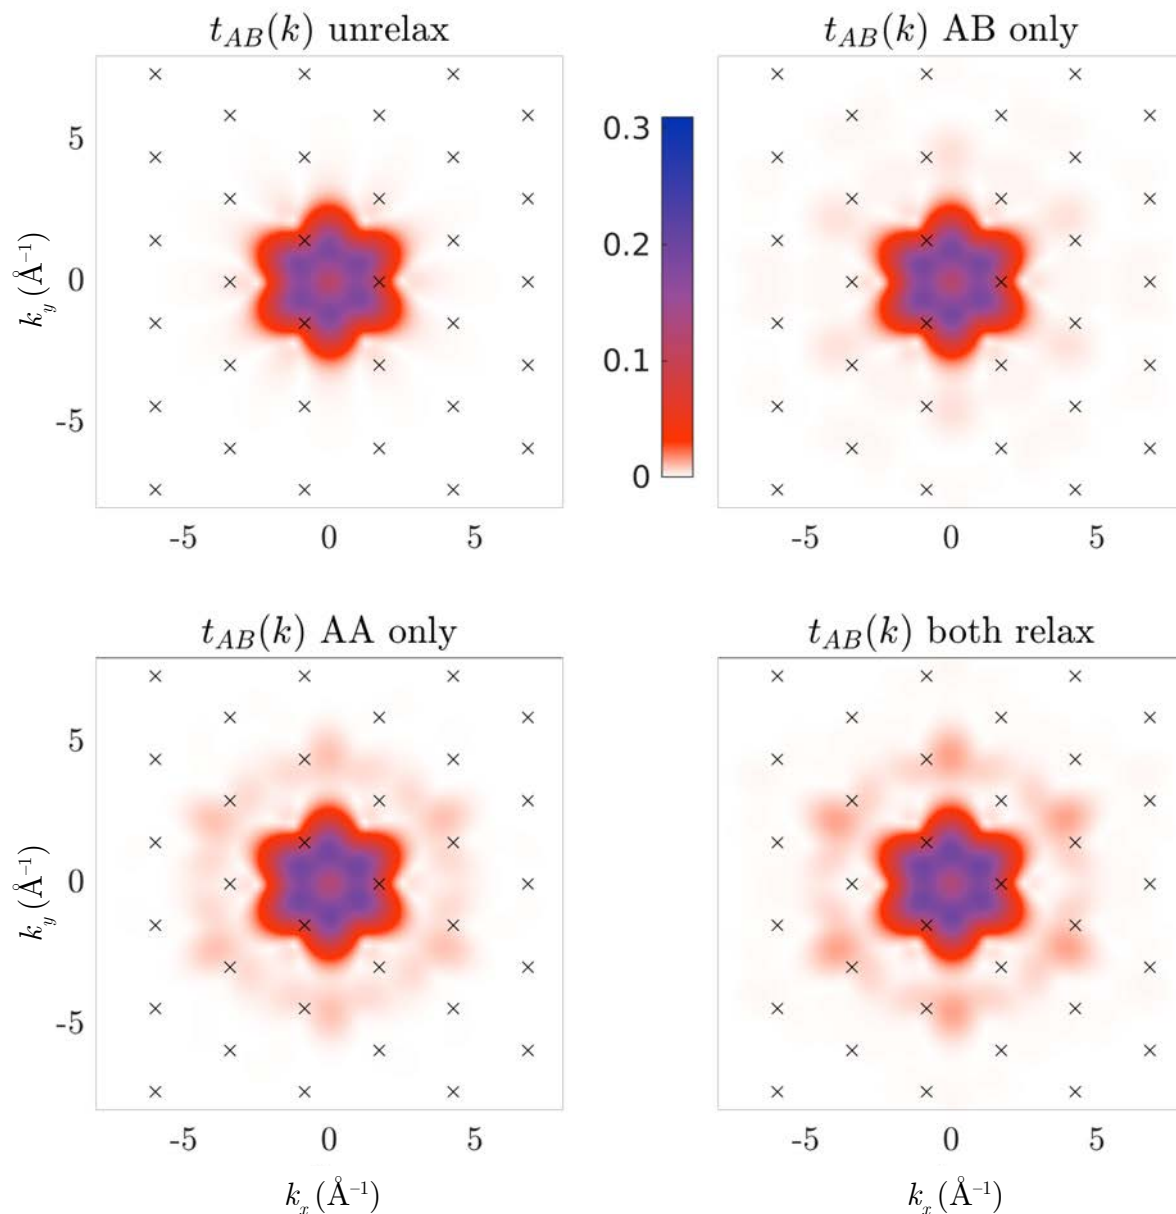 t_{AB}(k) unrelax
t_{AB}(k) AB only
5
0
-5
k_y (Å⁻¹)
0.3
0.2
0.1
0
-5 0 5
-5 0 5
t_{AB}(k) AA only
t_{AB}(k) both relax
5
0
-5
k_y (Å⁻¹)
-5 0 5
-5 0 5
k_x (Å⁻¹)
k_x (Å⁻¹)